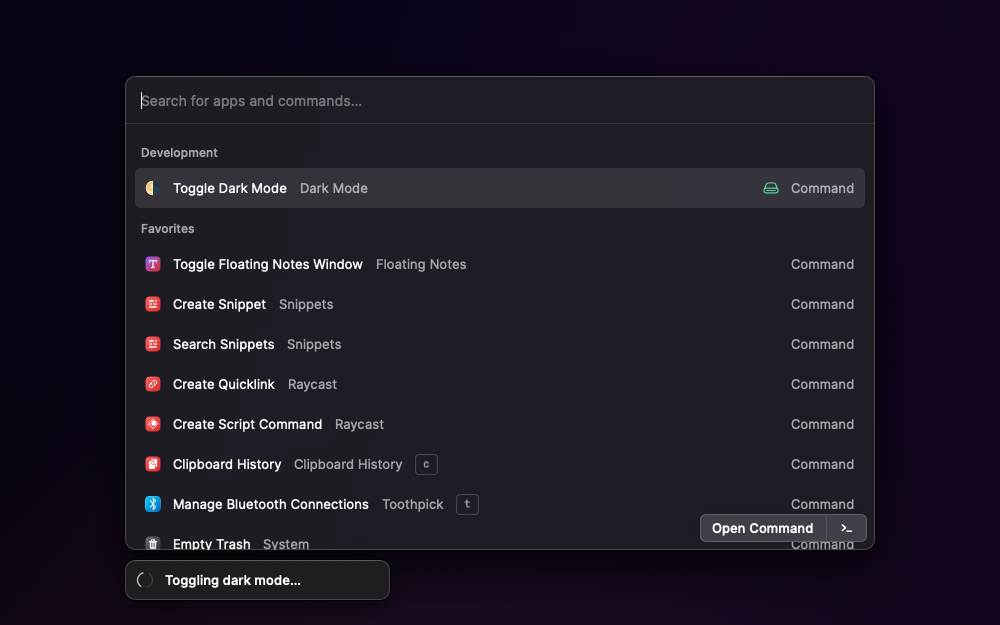 Search for apps and commands...
Development
Toggle Dark Mode Dark Mode Command
Favorites
T Toggle Floating Notes Window Floating Notes Command
Create Snippet Snippets Command
Search Snippets Snippets Command
Create Quicklink Raycast Command
Create Script Command Raycast Command
Clipboard History Clipboard History c Command
Manage Bluetooth Connections Toothpick t Command
Open Command >_
Empty Trash System Command
Toggling dark mode...